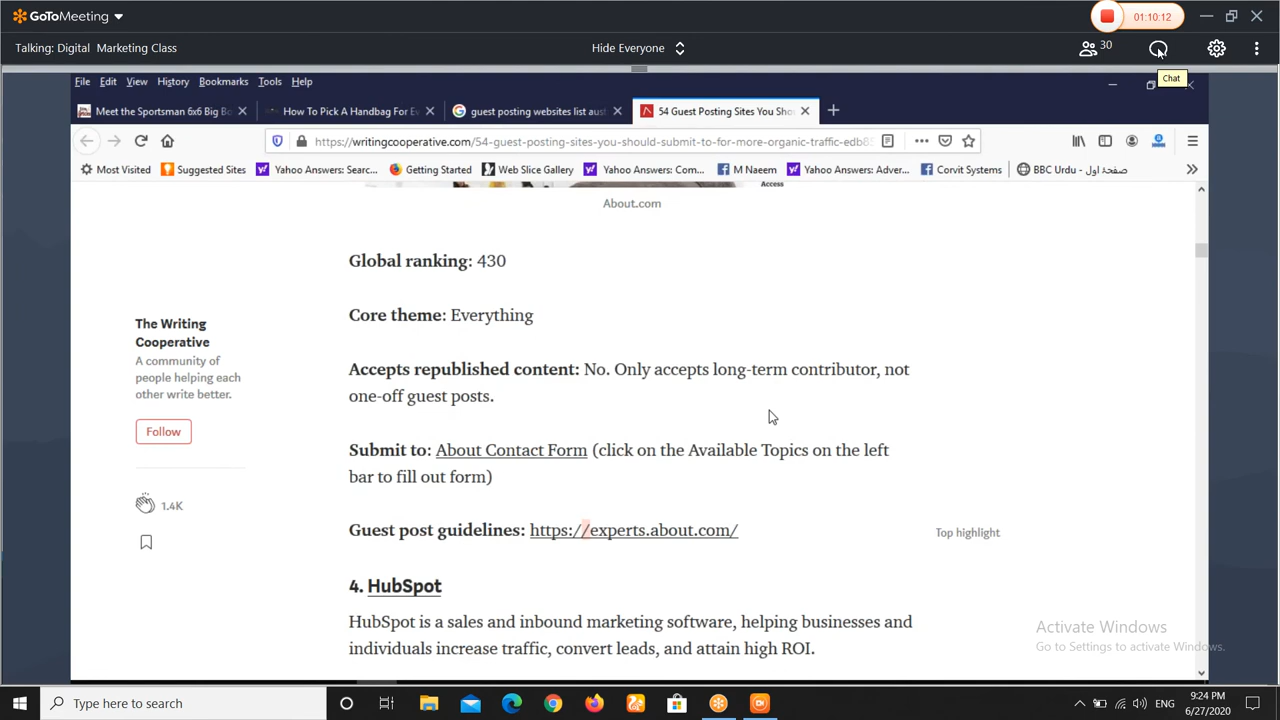 GoToMeeting
01:10:12
Talking: Digital Marketing Class
Hide Everyone
30
Chat
File Edit View History Bookmarks Tools Help
Meet the Sportsman 6x6 Big Bo
How To Pick A Handbag For Ev
guest posting websites list aust
54 Guest Posting Sites You Shou
https://writingcooperative.com/54-guest-posting-sites-you-should-submit-to-for-more-organic-traffic-edb85
Most Visited
Suggested Sites
Yahoo Answers: Searc...
Getting Started
Web Slice Gallery
Yahoo Answers: Com...
M Naeem
Yahoo Answers: Adver...
Corvit Systems
BBC Urdu - صفحۂ اول
Access
About.com
Global ranking: 430
Core theme: Everything
Accepts republished content: No. Only accepts long-term contributor, not
one-off guest posts.
Submit to: About Contact Form (click on the Available Topics on the left
bar to fill out form)
Guest post guidelines: https://experts.about.com/
Top highlight
4. HubSpot
HubSpot is a sales and inbound marketing software, helping businesses and
individuals increase traffic, convert leads, and attain high ROI.
The Writing
Cooperative
A community of
people helping each
other write better.
Follow
1.4K
Activate Windows
Go to Settings to activate Windows.
Type here to search
ENG
9:24 PM
6/27/2020